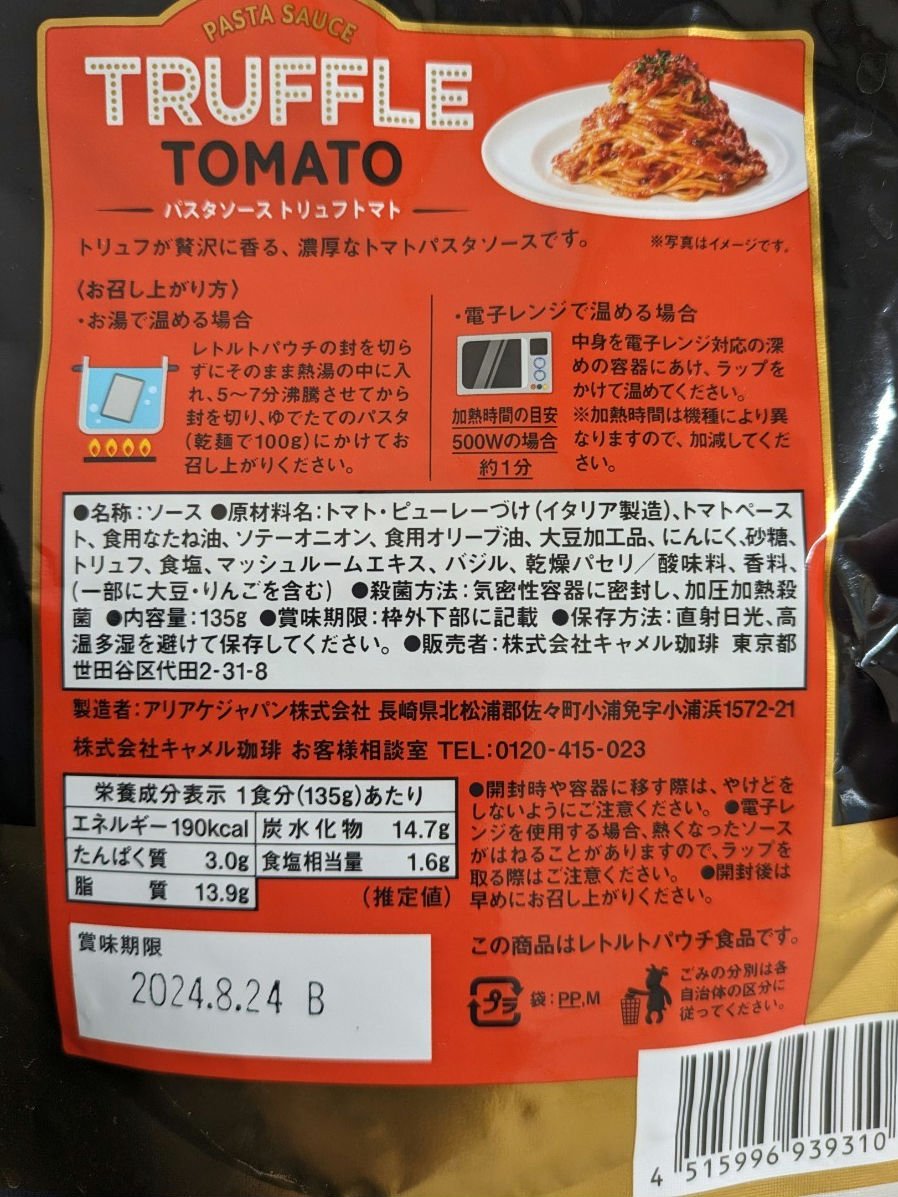 PASTA SAUCE
TRUFFLE
TOMATO
パスタソース トリュフトマト
トリュフが贅沢に香る、濃厚なトマトパスタソースです。
※写真はイメージです。
〈お召し上がり方〉
・お湯で温める場合
レトルトパウチの封を切ら
ずにそのまま熱湯の中に入
れ、5〜7分沸騰させてから
封を切り、ゆでたてのパスタ
(乾麺で100g)にかけてお
召し上がりください。
・電子レンジで温める場合
加熱時間の目安
500Wの場合
約1分
中身を電子レンジ対応の深
めの容器にあけ、ラップを
かけて温めてください。
※加熱時間は機種により異
なりますので、加減してくだ
さい。
●名称：ソース ●原材料名：トマト・ピューレーづけ(イタリア製造)、トマトペース
ト、食用なたね油、ソテーオニオン、食用オリーブ油、大豆加工品、にんにく、砂糖、
トリュフ、食塩、マッシュルームエキス、バジル、乾燥パセリ／酸味料、香料、
(一部に大豆・りんごを含む) ●殺菌方法：気密性容器に密封し、加圧加熱殺
菌 ●内容量：135g ●賞味期限：枠外下部に記載 ●保存方法：直射日光、高
温多湿を避けて保存してください。●販売者：株式会社キャメル珈琲 東京都
世田谷区代田2-31-8
製造者：アリアケジャパン株式会社 長崎県北松浦郡佐々町小浦免字小浦浜1572-21
株式会社キャメル珈琲 お客様相談室 TEL：0120-415-023
栄養成分表示 1食分(135g)あたり
エネルギー 190kcal 炭水化物 14.7g
たんぱく質 3.0g 食塩相当量 1.6g
脂質 13.9g (推定値)
●開封時や容器に移す際は、やけどを
しないようにご注意ください。●電子レ
ンジを使用する場合、熱くなったソース
がはねることがありますので、ラップを
取る際はご注意ください。●開封後は
早めにお召し上がりください。
賞味期限
2024.8.24 B
この商品はレトルトパウチ食品です。
プラ 袋：PP,M
ごみの分別は各
自治体の区分に
従ってください。
4 515996 939310